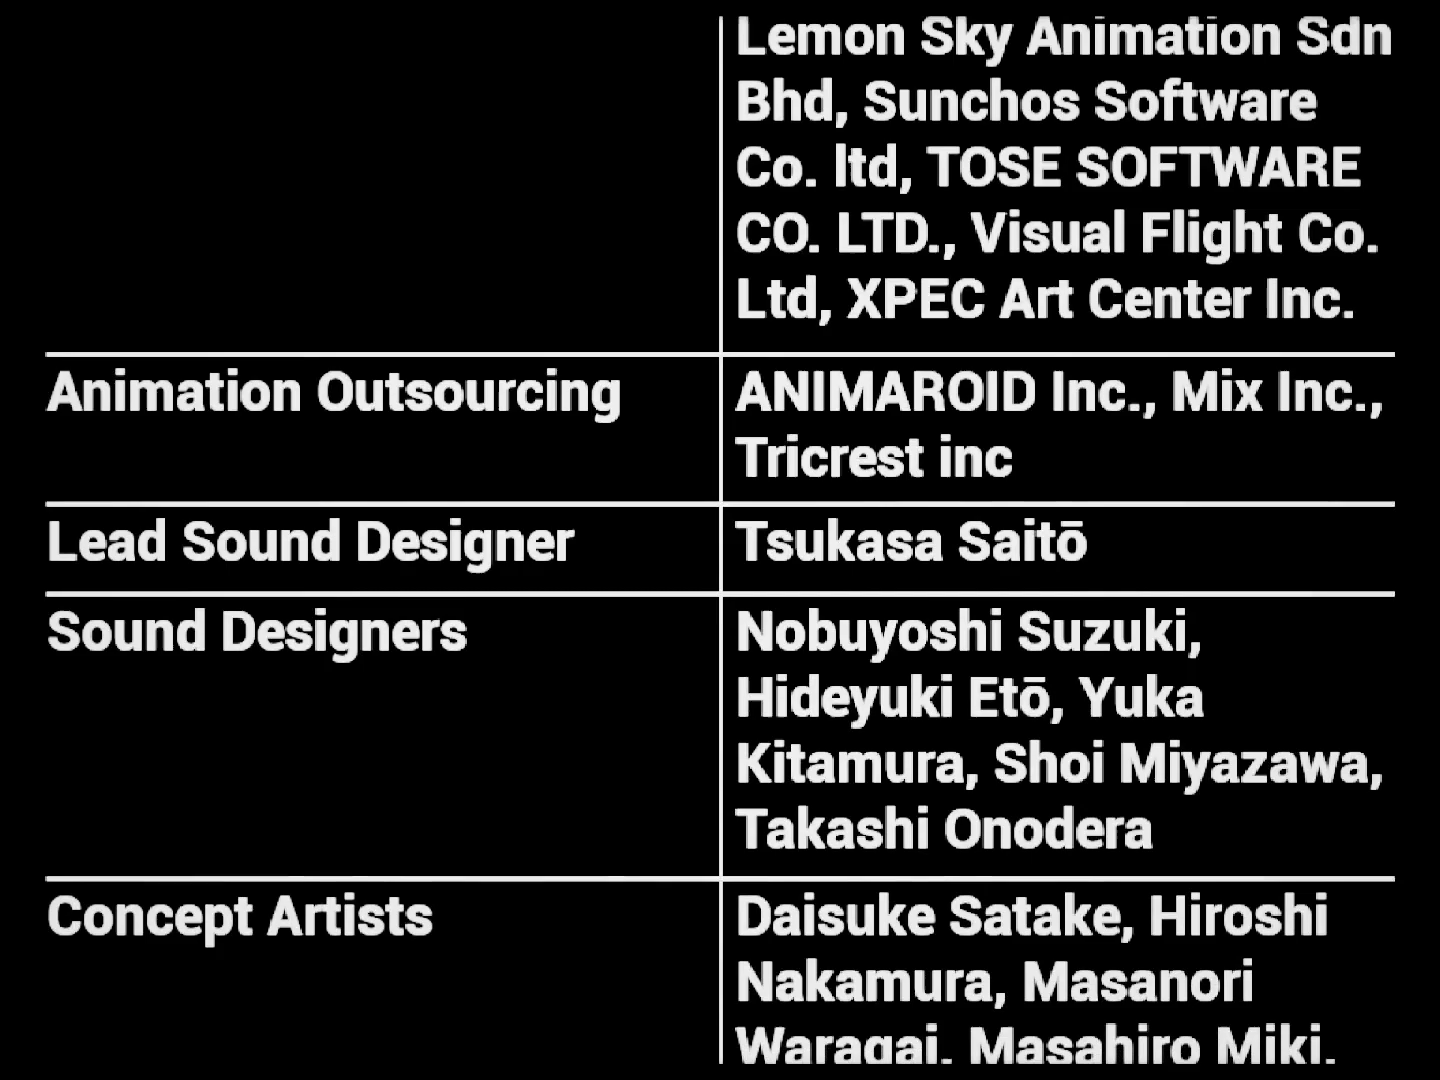 Lemon Sky Animation Sdn
Bhd, Sunchos Software
Co. ltd, TOSE SOFTWARE
CO. LTD., Visual Flight Co.
Ltd, XPEC Art Center Inc.
Animation Outsourcing
ANIMAROID Inc., Mix Inc.,
Tricrest inc
Lead Sound Designer
Tsukasa Saitō
Sound Designers
Nobuyoshi Suzuki,
Hideyuki Etō, Yuka
Kitamura, Shoi Miyazawa,
Takashi Onodera
Concept Artists
Daisuke Satake, Hiroshi
Nakamura, Masanori
Waragai, Masahiro Miki,